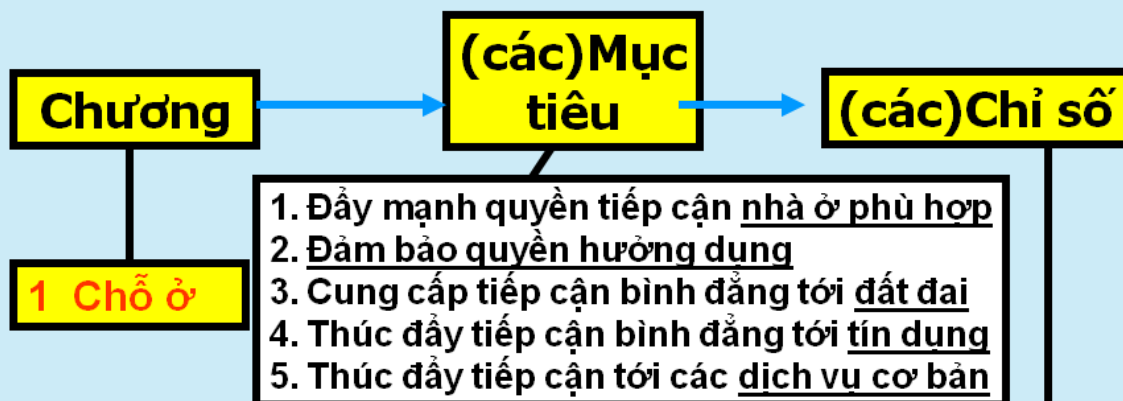 Chương
(các)Mục
tiêu
(các)Chỉ số
1 Chỗ ở
1. Đẩy mạnh quyền tiếp cận nhà ở phù hợp
2. Đảm bảo quyền hưởng dụng
3. Cung cấp tiếp cận bình đẳng tới đất đai
4. Thúc đẩy tiếp cận bình đẳng tới tín dụng
5. Thúc đẩy tiếp cận tới các dịch vụ cơ bản